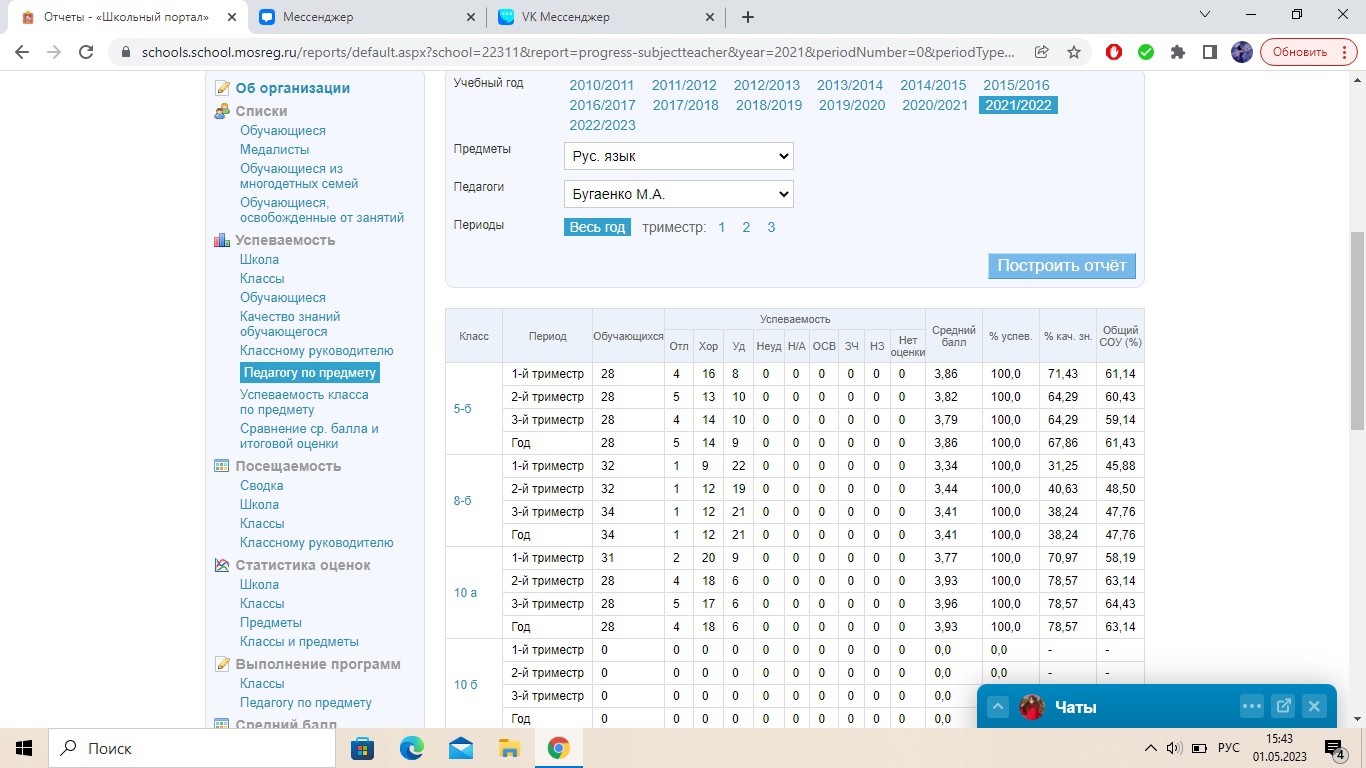 Отчеты - «Школьный портал»
Мессенджер
VK Мессенджер
schools.school.mosreg.ru/reports/default.aspx?school=22311&report=progress-subjectteacher&year=2021&periodNumber=0&periodType...
Обновить
Об организации
Списки
Обучающиеся
Медалисты
Обучающиеся из
многодетных семей
Обучающиеся,
освобожденные от занятий
Успеваемость
Школа
Классы
Обучающиеся
Качество знаний
обучающегося
Классному руководителю
Педагогу по предмету
Успеваемость класса
по предмету
Сравнение ср. балла и
итоговой оценки
Посещаемость
Сводка
Школа
Классы
Классному руководителю
Статистика оценок
Школа
Классы
Предметы
Классы и предметы
Выполнение программ
Классы
Педагогу по предмету
Средний балл
Учебный год
2010/2011 2011/2012 2012/2013 2013/2014 2014/2015 2015/2016
2016/2017 2017/2018 2018/2019 2019/2020 2020/2021 2021/2022
2022/2023
Предметы Рус. язык
Педагоги Бугаенко М.А.
Периоды Весь год триместр: 1 2 3
Построить отчёт
Класс Период Обучающихся Успеваемость Средний балл % успев. % кач. зн. Общий СОУ (%)
Отл Хор Уд Неуд Н/А ОСВ ЗЧ НЗ Нет оценки
5-б
1-й триместр 28 4 16 8 0 0 0 0 0 0 3,86 100,0 71,43 61,14
2-й триместр 28 5 13 10 0 0 0 0 0 0 3,82 100,0 64,29 60,43
3-й триместр 28 4 14 10 0 0 0 0 0 0 3,79 100,0 64,29 59,14
Год 28 5 14 9 0 0 0 0 0 0 3,86 100,0 67,86 61,43
8-б
1-й триместр 32 1 9 22 0 0 0 0 0 0 3,34 100,0 31,25 45,88
2-й триместр 32 1 12 19 0 0 0 0 0 0 3,44 100,0 40,63 48,50
3-й триместр 34 1 12 21 0 0 0 0 0 0 3,41 100,0 38,24 47,76
Год 34 1 12 21 0 0 0 0 0 0 3,41 100,0 38,24 47,76
10 а
1-й триместр 31 2 20 9 0 0 0 0 0 0 3,77 100,0 70,97 58,19
2-й триместр 28 4 18 6 0 0 0 0 0 0 3,93 100,0 78,57 63,14
3-й триместр 28 5 17 6 0 0 0 0 0 0 3,96 100,0 78,57 64,43
Год 28 4 18 6 0 0 0 0 0 0 3,93 100,0 78,57 63,14
10 б
1-й триместр 0 0 0 0 0 0 0 0 0 0 0,0 0,0 - -
2-й триместр 0 0 0 0 0 0 0 0 0 0 0,0 0,0 - -
3-й триместр 0 0 0 0 0 0 0 0 0 0 0,0
Год 0 0 0 0 0 0 0 0 0 0 0,0
Чаты
Поиск
РУС
15:43
01.05.2023
4